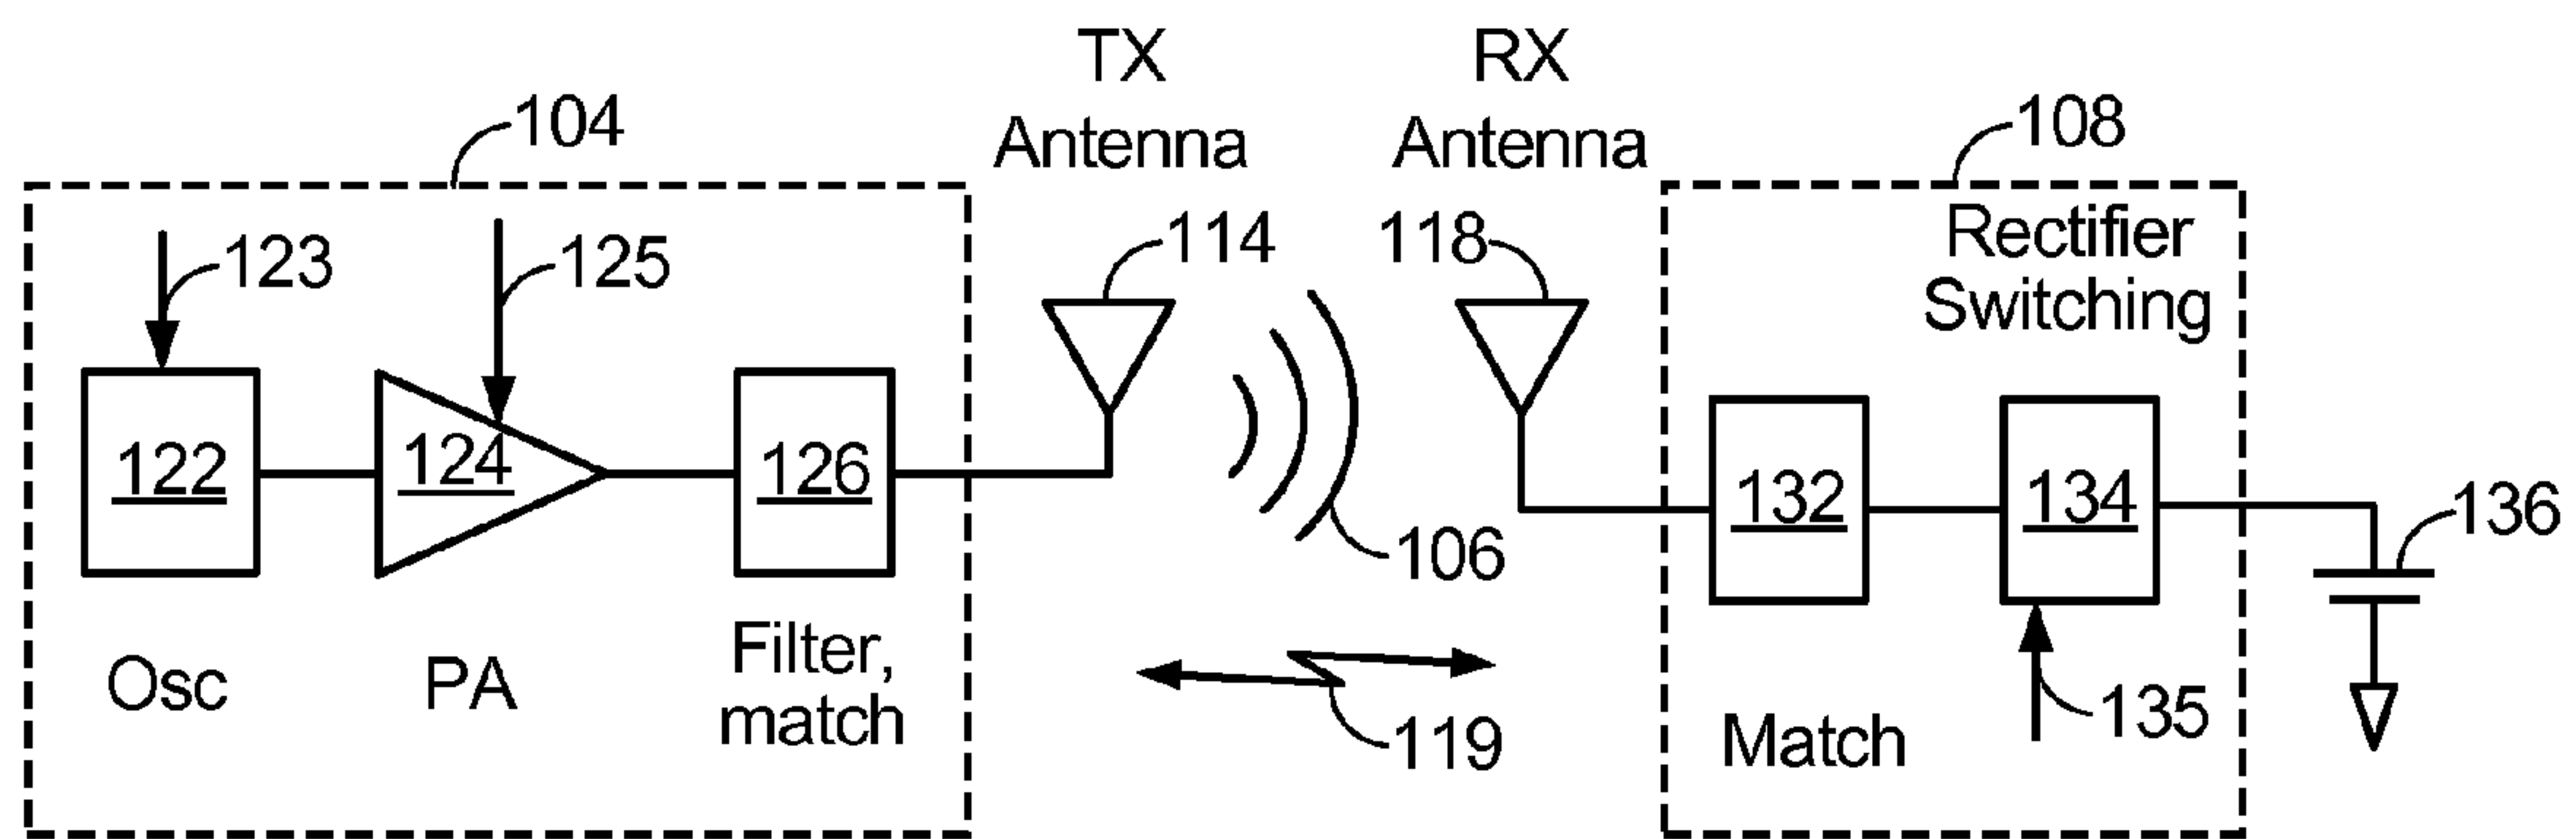 TX
Antenna
RX
Antenna
104
108
123
125
114
118
Rectifier
Switching
122
124
126
106
132
134
136
Osc
PA
Filter,
match
119
Match
135